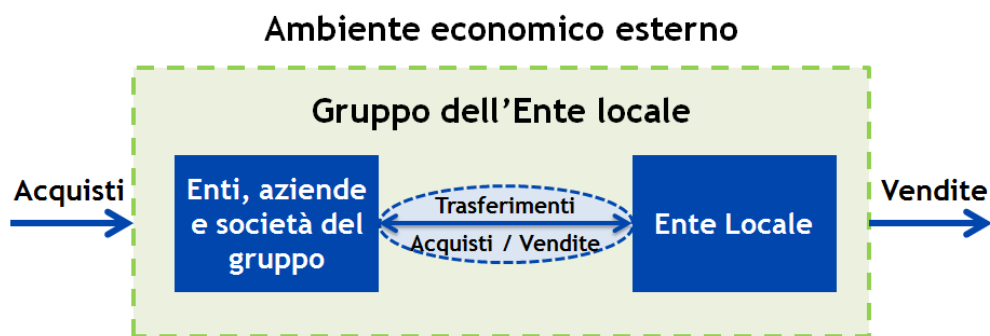 Ambiente economico esterno
Gruppo dell'Ente locale
Acquisti
Enti, aziende
e società del
gruppo
Trasferimenti
Acquisti / Vendite
Ente Locale
Vendite